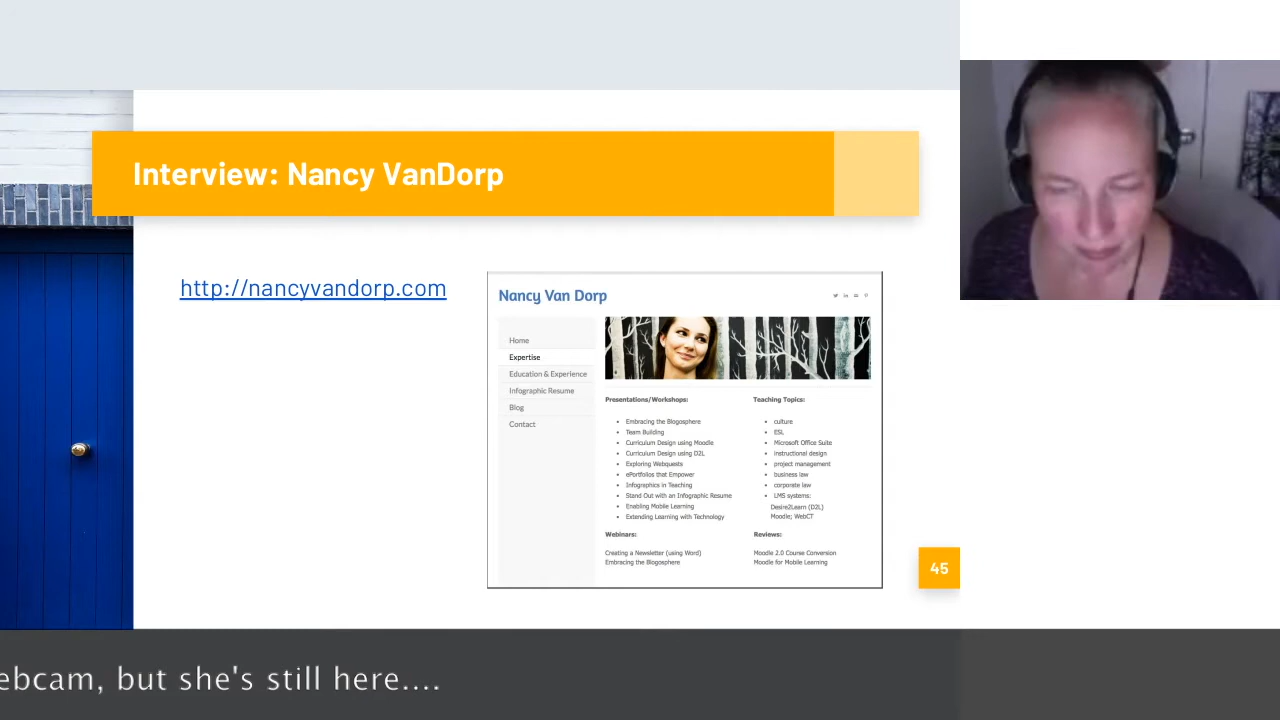 Interview: Nancy VanDorp
http://nancyvandorp.com
Nancy Van Dorp
Home
Expertise
Education & Experience
Infographic Resume
Blog
Contact
Presentations/Workshops:
Embracing the Blogosphere
Team Building
Curriculum Design using Moodle
Curriculum Design using D2L
Exploring Webquests
ePortfolios that Empower
Infographics in Teaching
Stand Out with an Infographic Resume
Enabling Mobile Learning
Extending Learning with Technology
Webinars:
Creating a Newsletter (using Word)
Embracing the Blogosphere
Teaching Topics:
culture
ESL
Microsoft Office Suite
instructional design
project management
business law
corporate law
LMS systems:
Desire2Learn (D2L)
Moodle; WebCT
Reviews:
Moodle 2.0 Course Conversion
Moodle for Mobile Learning
45
ebcam, but she's still here....